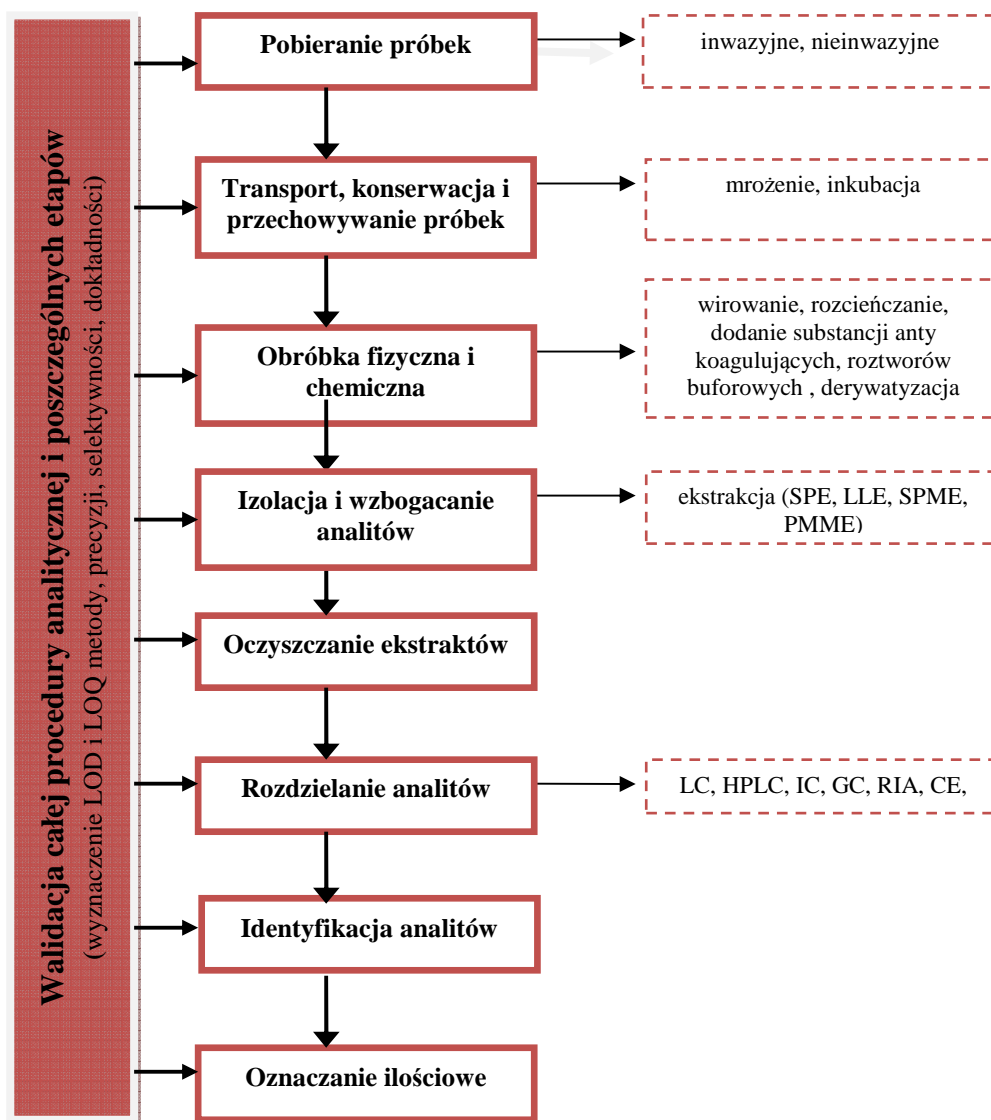 Walidacja całej procedury analitycznej i poszczególnych etapów
(wyznaczenie LOD i LOQ metody, precyzji, selektywności, dokładności)
Pobieranie próbek
inwazyjne, nieinwazyjne
Transport, konserwacja i
przechowywanie próbek
mrożenie, inkubacja
Obróbka fizyczna i
chemiczna
wirowanie, rozcieńczanie,
dodanie substancji anty
koagulujących, roztworów
buforowych , derywatyzacja
Izolacja i wzbogacanie
analitów
ekstrakcja (SPE, LLE, SPME,
PMME)
Oczyszczanie ekstraktów
Rozdzielanie analitów
LC, HPLC, IC, GC, RIA, CE,
Identyfikacja analitów
Oznaczanie ilościowe